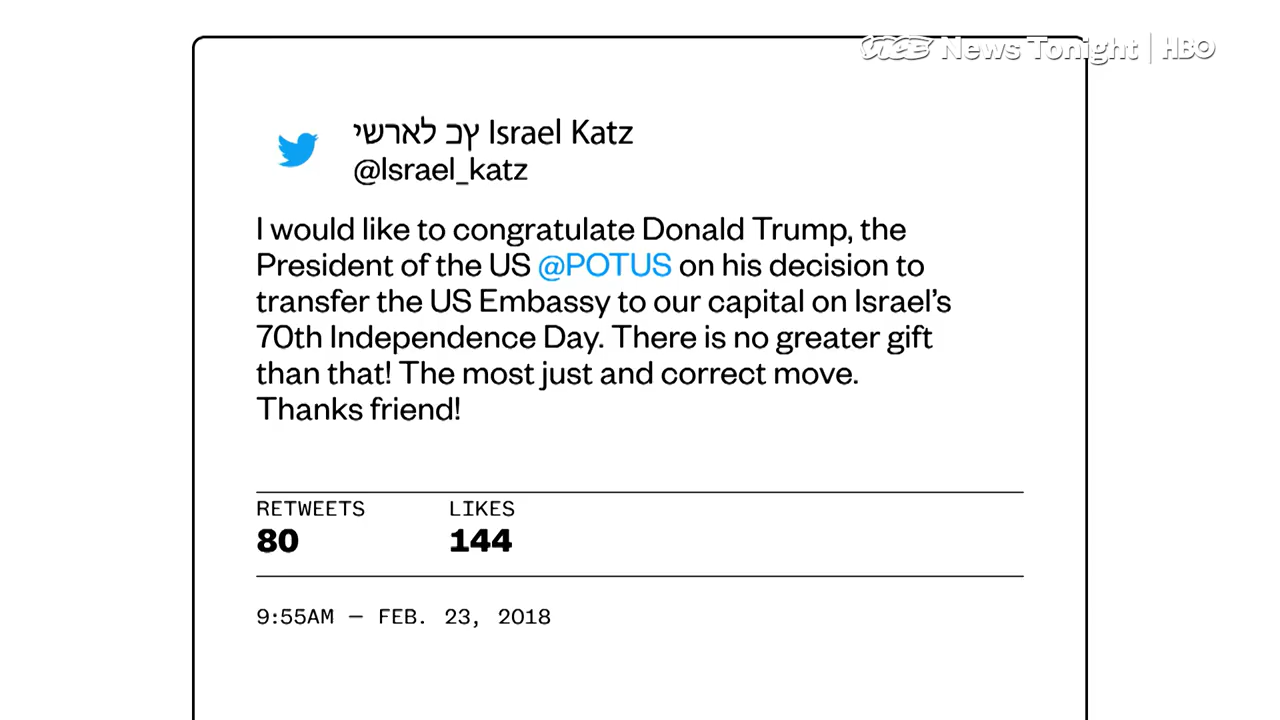 VICE News Tonight | HBO
ישראל כץ Israel Katz
@Israel_katz
I would like to congratulate Donald Trump, the
President of the US @POTUS on his decision to
transfer the US Embassy to our capital on Israel’s
70th Independence Day. There is no greater gift
than that! The most just and correct move.
Thanks friend!
RETWEETS LIKES
80 144
9:55AM — FEB. 23, 2018